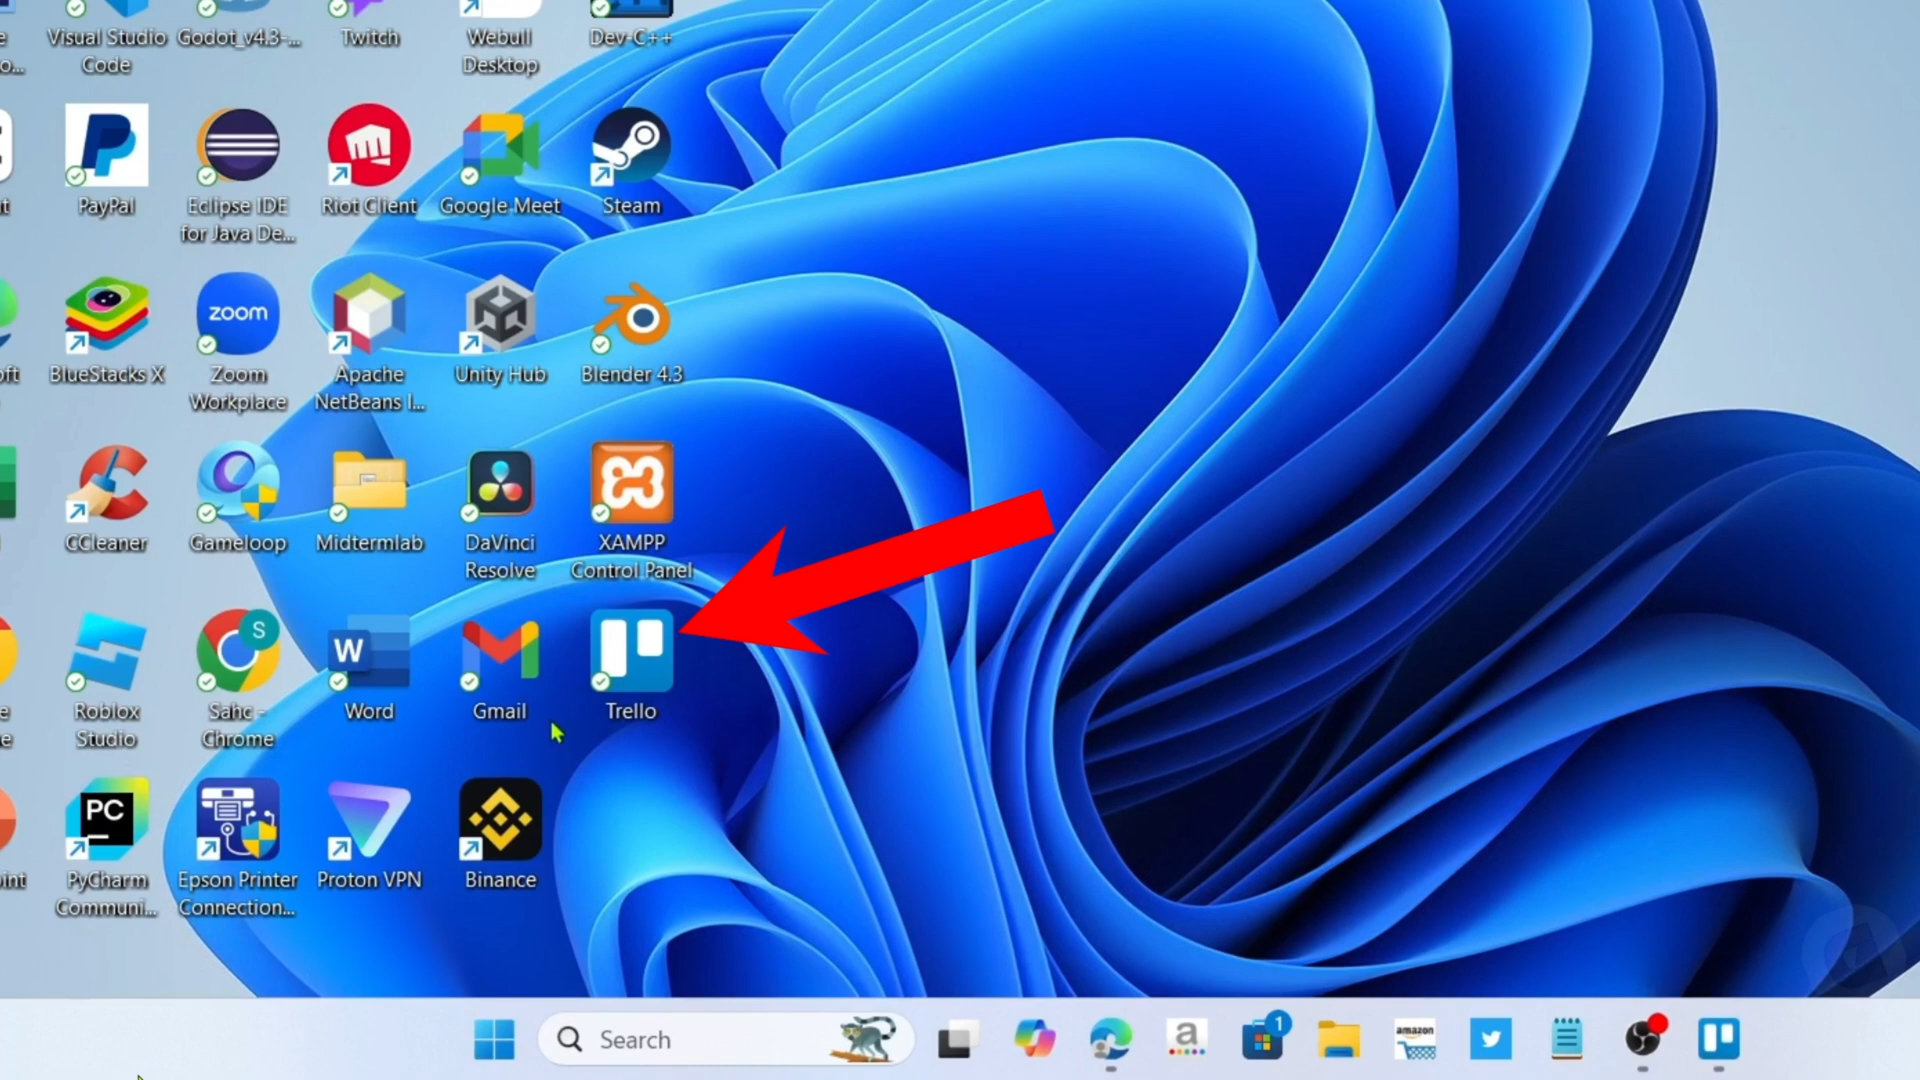 Visual Studio
Code
Godot_v4.3-...
Twitch
Webull
Desktop
Dev-C++
PayPal
Eclipse IDE
for Java De...
Riot Client
Google Meet
Steam
BlueStacks X
zoom
Zoom
Workplace
Apache
NetBeans I...
Unity Hub
Blender 4.3
CCleaner
Gameloop
Midtermlab
DaVinci
Resolve
XAMPP
Control Panel
Roblox
Studio
S
Sahc -
Chrome
W
Word
Gmail
Trello
PC
PyCharm
Communi...
Epson Printer
Connection...
Proton VPN
Binance
Search
a
1
amazon